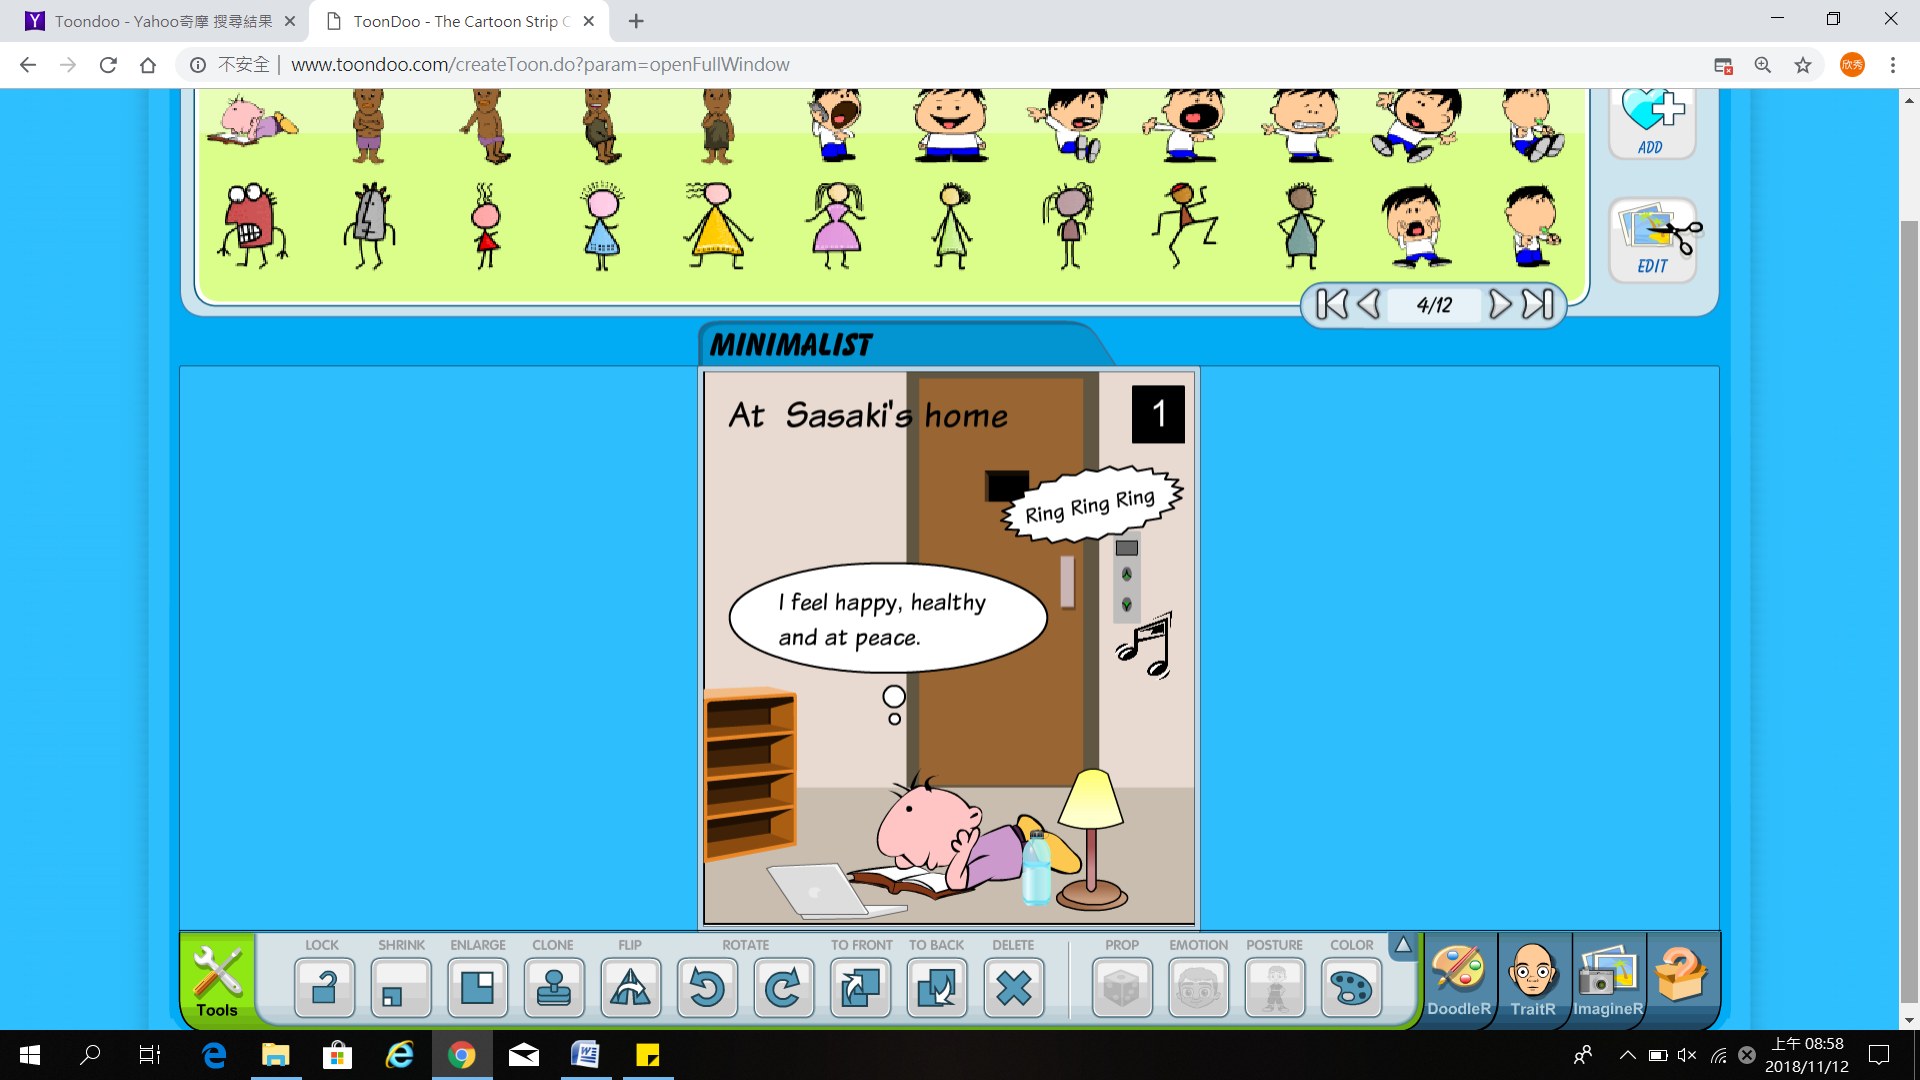 Toondoo - Yahoo奇摩 搜尋結果
ToonDoo - The Cartoon Strip C
不安全 | www.toondoo.com/createToon.do?param=openFullWindow
欣秀
ADD
EDIT
4/12
MINIMALIST
At Sasaki's home
1
Ring Ring Ring
I feel happy, healthy
and at peace.
LOCK SHRINK ENLARGE CLONE FLIP ROTATE TO FRONT TO BACK DELETE PROP EMOTION POSTURE COLOR
Tools
DoodleR TraitR ImagineR
上午 08:58
2018/11/12